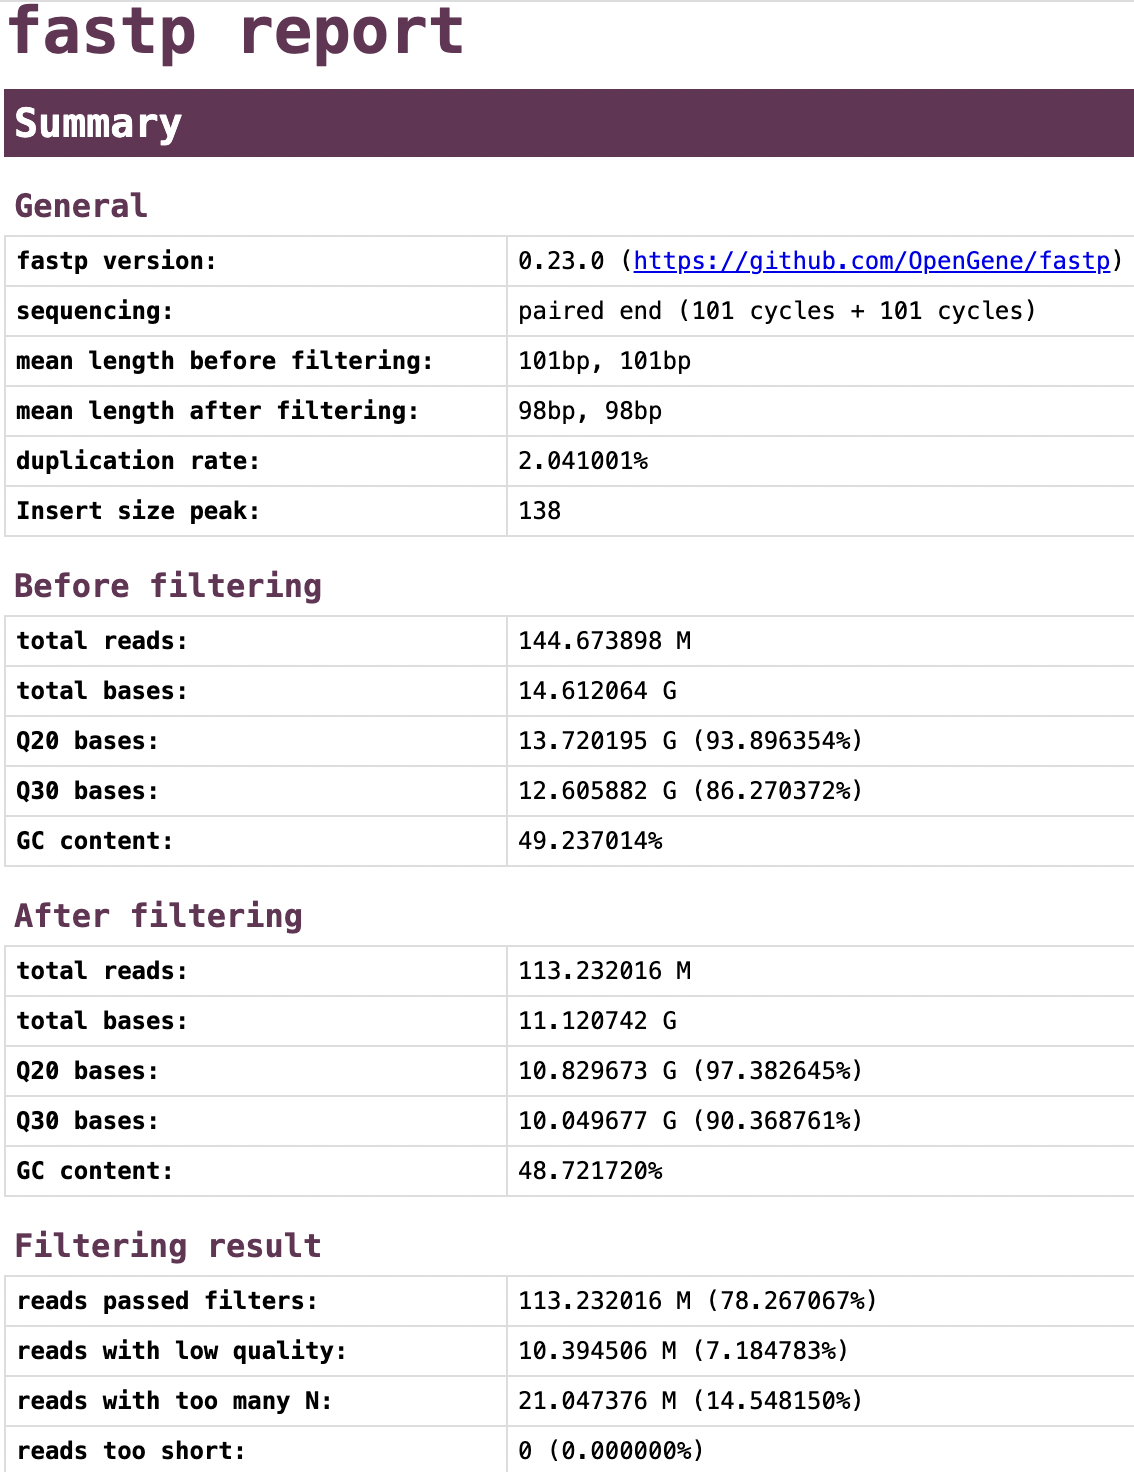 fastp report
Summary
General
fastp version: 0.23.0 (https://github.com/OpenGene/fastp)
sequencing: paired end (101 cycles + 101 cycles)
mean length before filtering: 101bp, 101bp
mean length after filtering: 98bp, 98bp
duplication rate: 2.041001%
Insert size peak: 138
Before filtering
total reads: 144.673898 M
total bases: 14.612064 G
Q20 bases: 13.720195 G (93.896354%)
Q30 bases: 12.605882 G (86.270372%)
GC content: 49.237014%
After filtering
total reads: 113.232016 M
total bases: 11.120742 G
Q20 bases: 10.829673 G (97.382645%)
Q30 bases: 10.049677 G (90.368761%)
GC content: 48.721720%
Filtering result
reads passed filters: 113.232016 M (78.267067%)
reads with low quality: 10.394506 M (7.184783%)
reads with too many N: 21.047376 M (14.548150%)
reads too short: 0 (0.000000%)